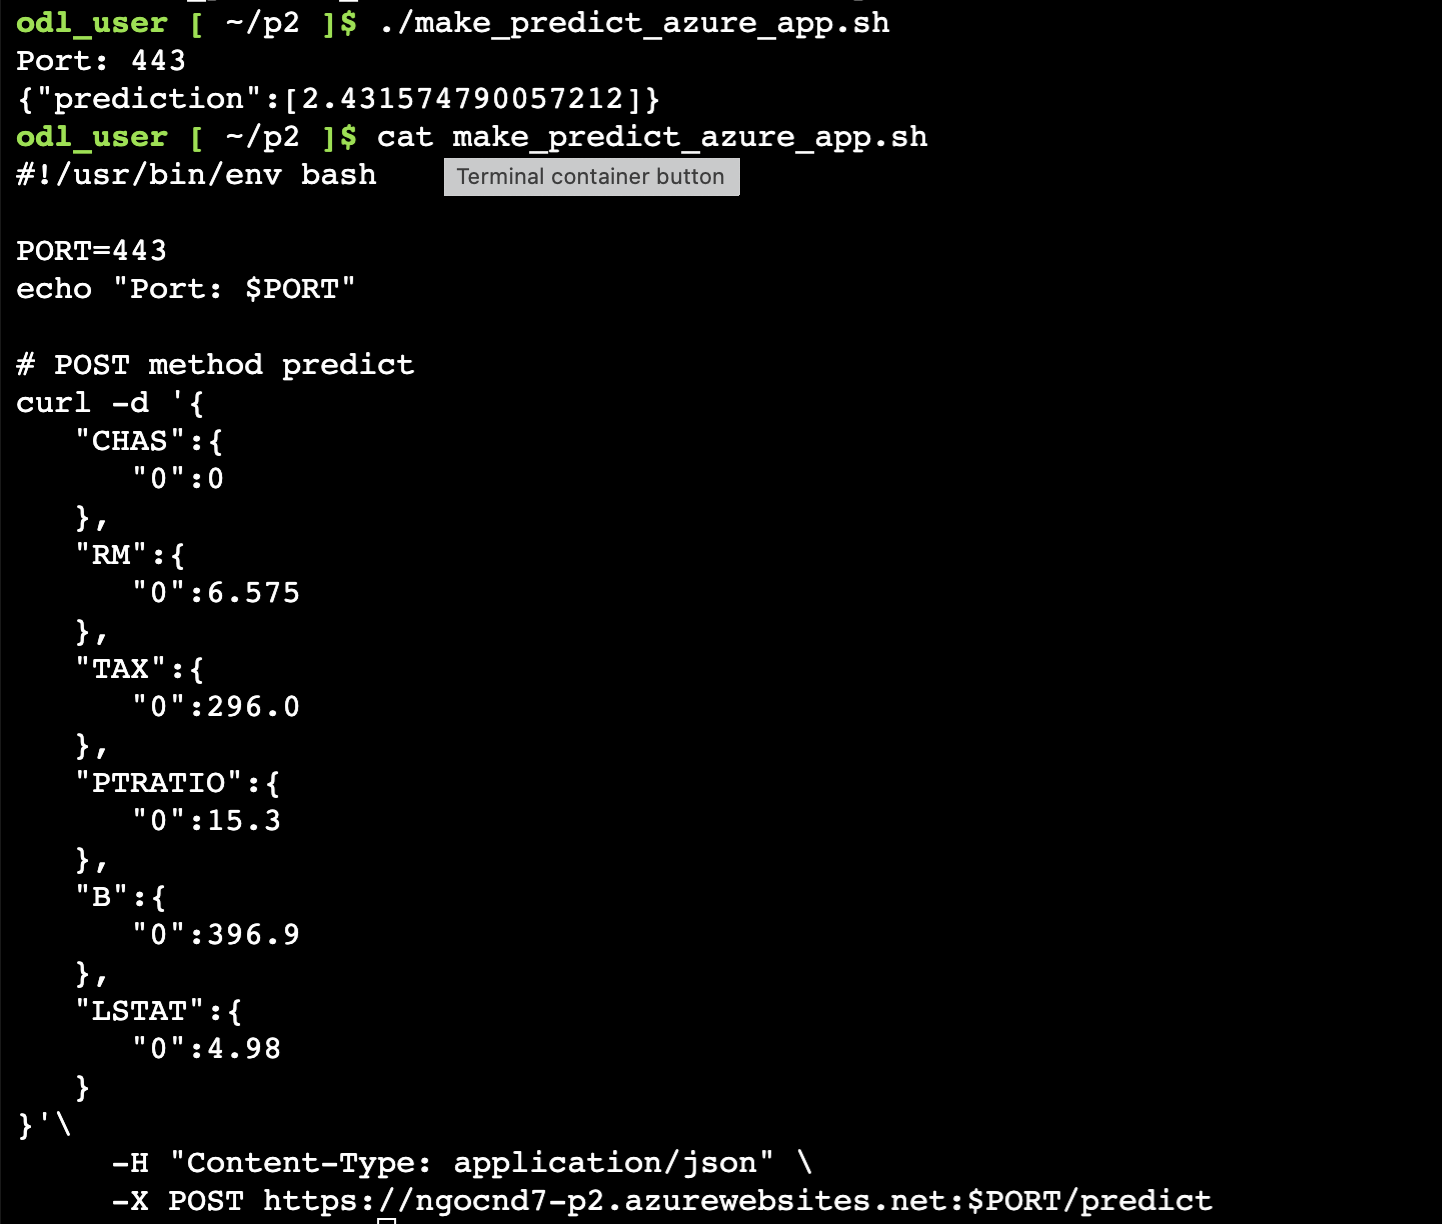 odl_user [ ~/p2 ]$ ./make_predict_azure_app.sh
Port: 443
{"prediction":[2.431574790057212]}
odl_user [ ~/p2 ]$ cat make_predict_azure_app.sh
#!/usr/bin/env bash
Terminal container button
PORT=443
echo "Port: $PORT"
# POST method predict
curl -d '{
   "CHAS":{
      "0":0
   },
   "RM":{
      "0":6.575
   },
   "TAX":{
      "0":296.0
   },
   "PTRATIO":{
      "0":15.3
   },
   "B":{
      "0":396.9
   },
   "LSTAT":{
      "0":4.98
   }
}'\
     -H "Content-Type: application/json" \
     -X POST https://ngocnd7-p2.azurewebsites.net:$PORT/predict